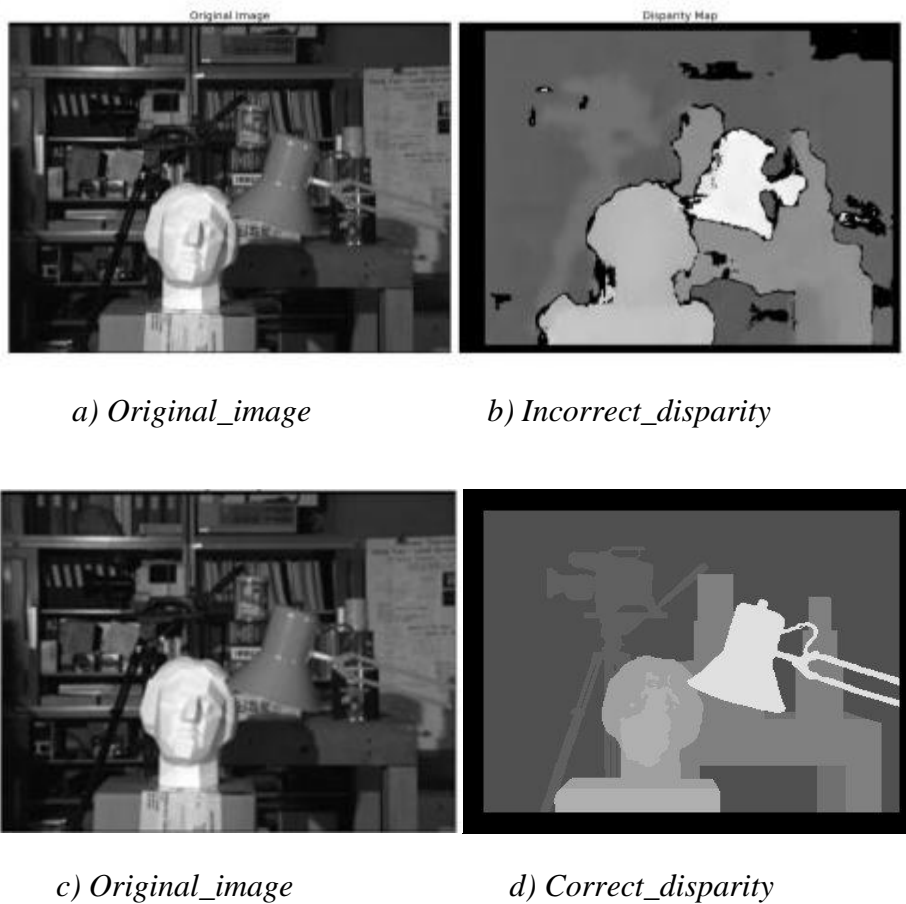 Original Image
Disparity Map
a) Original_image
b) Incorrect_disparity
c) Original_image
d) Correct_disparity